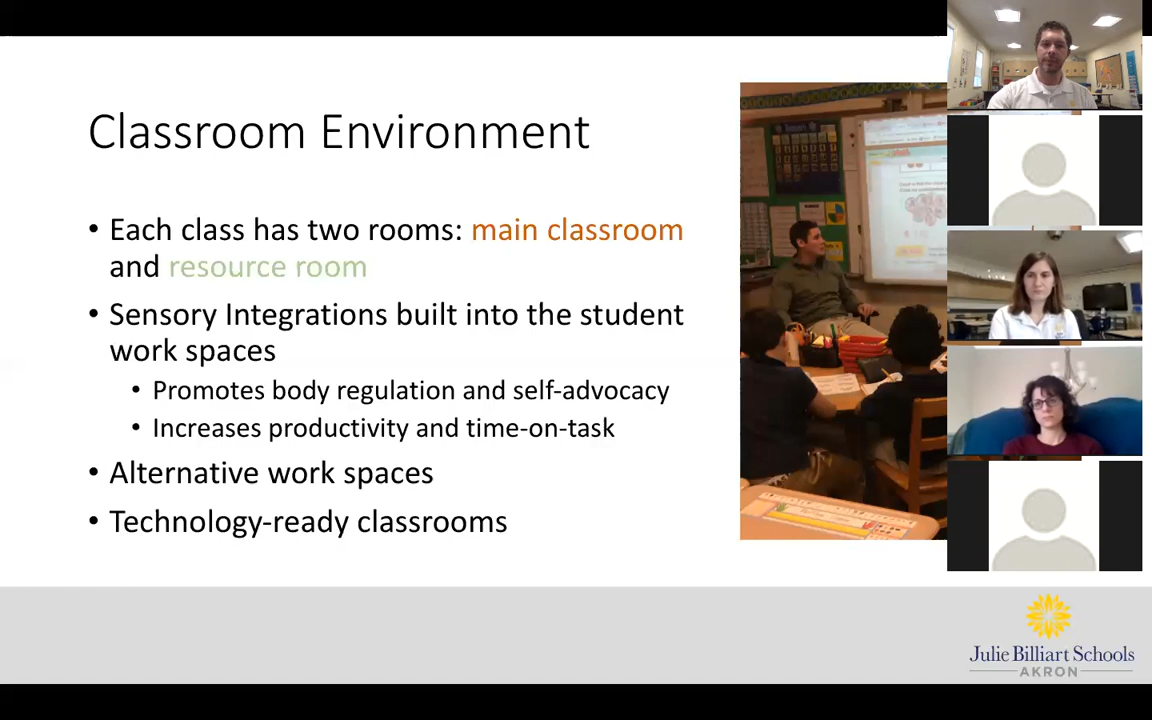 Classroom Environment
• Each class has two rooms: main classroom
and resource room
• Sensory Integrations built into the student
work spaces
• Promotes body regulation and self-advocacy
• Increases productivity and time-on-task
• Alternative work spaces
• Technology-ready classrooms
Julie Billiart Schools
AKRON